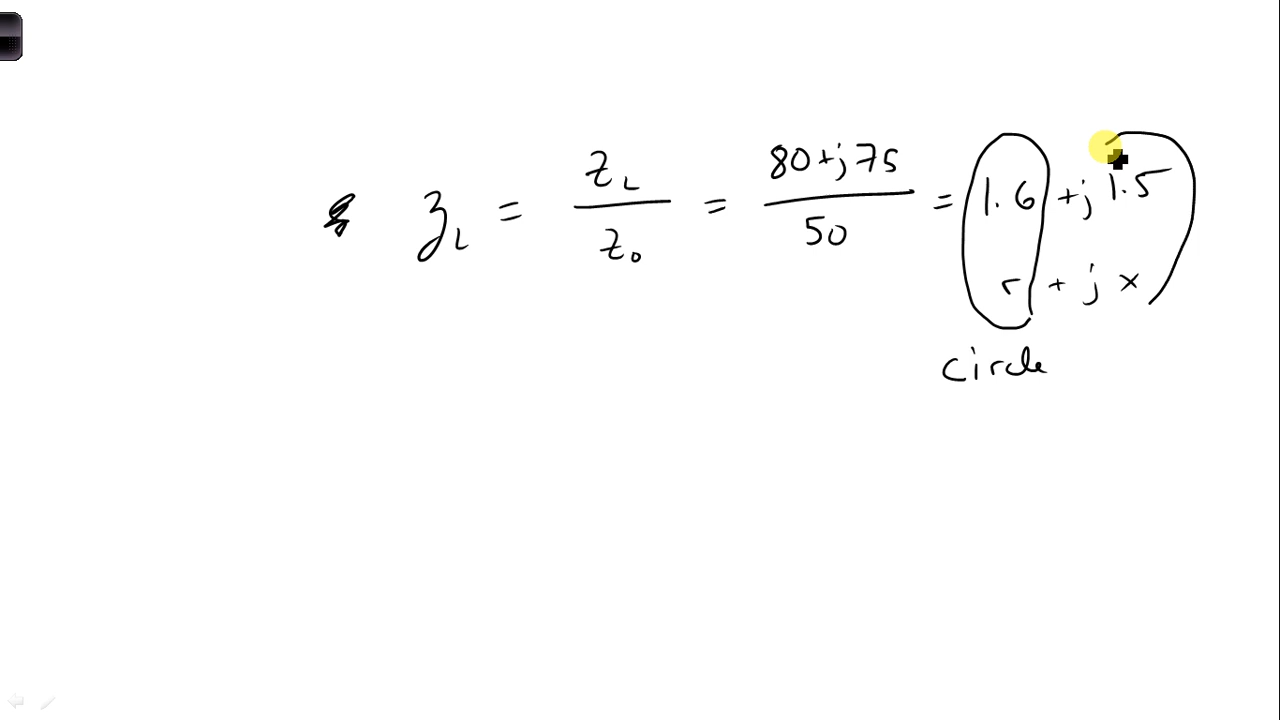 z_L = Z_L / Z_0 = 80+j75 / 50 = 1.6 +j 1.5
r + j x
circle